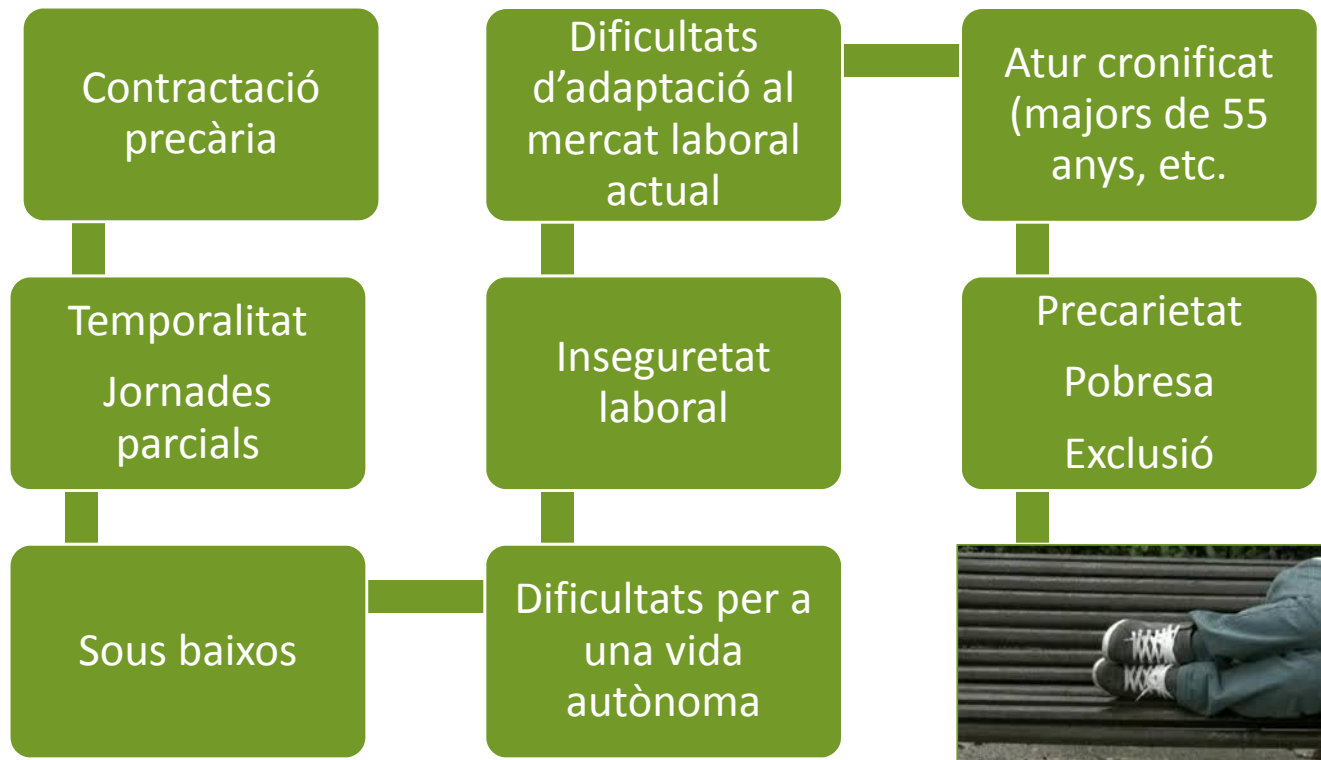 Contractació
precària
Temporalitat
Jornades
parcials
Sous baixos
Dificultats per a
una vida
autònoma
Inseguretat
laboral
Dificultats
d’adaptació al
mercat laboral
actual
Atur cronificat
(majors de 55
anys, etc.
Precarietat
Pobresa
Exclusió